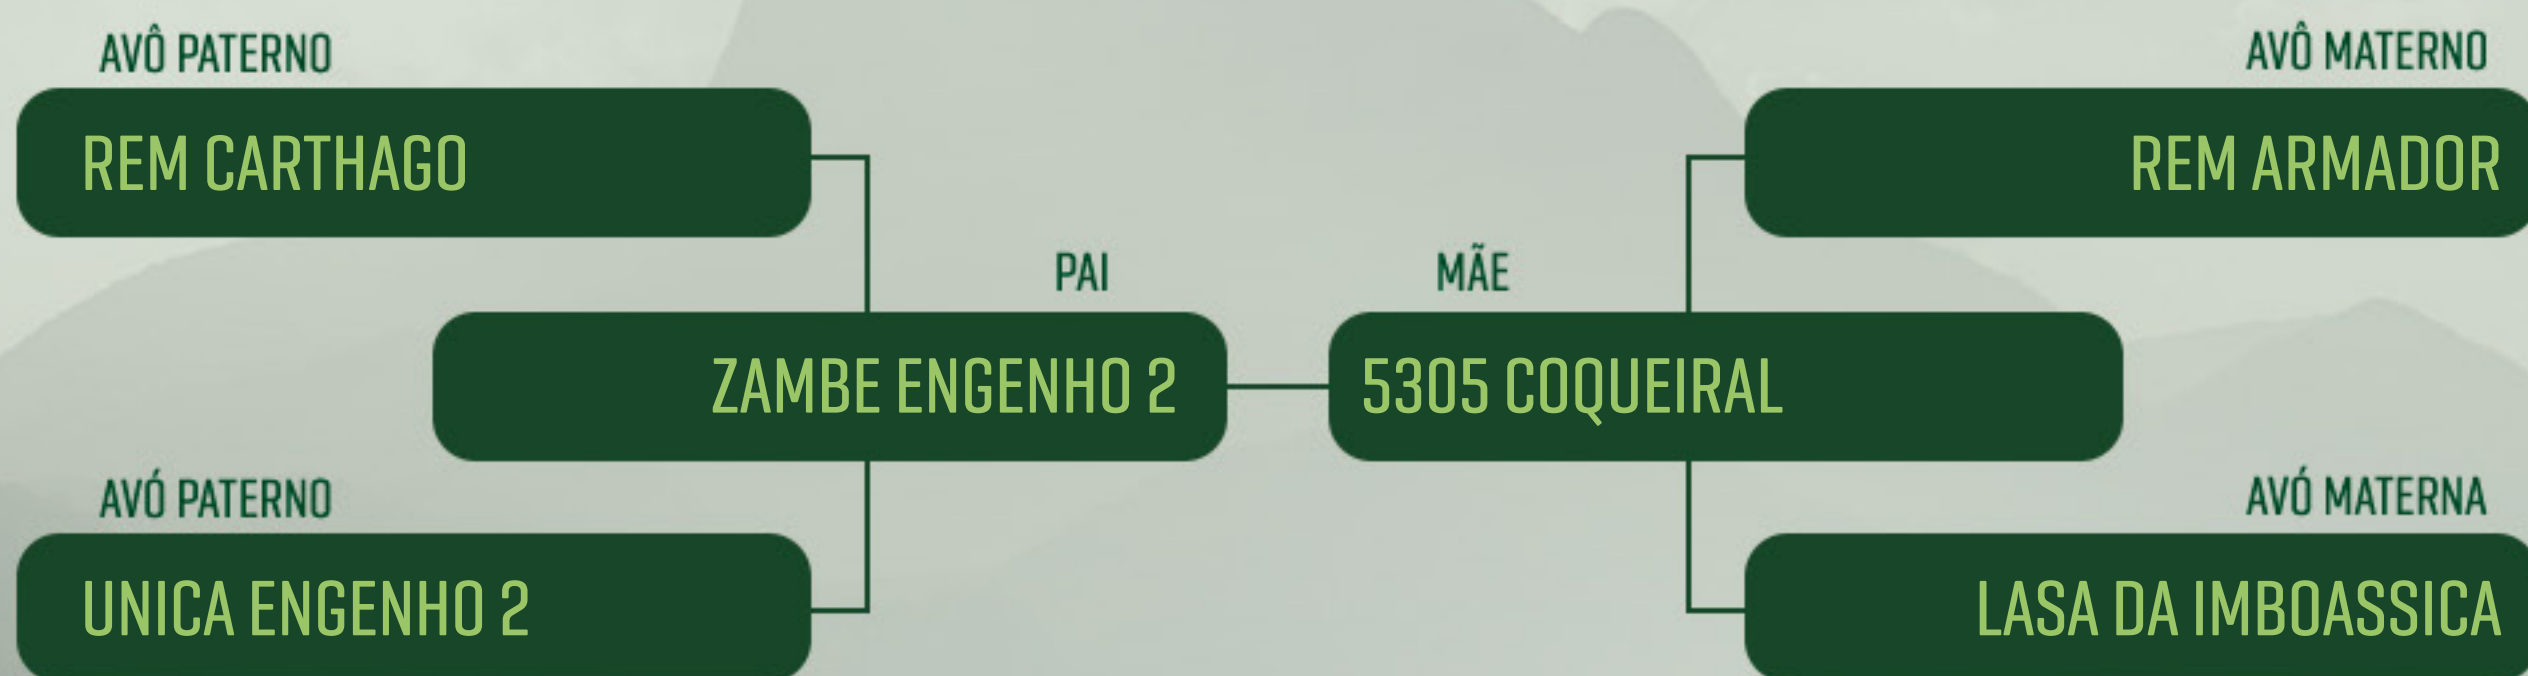 AVÔ PATERNO
AVÔ MATERNO
REM CARTHAGO
REM ARMADOR
PAI
MÃE
ZAMBE ENGENHO 2
5305 COQUEIRAL
AVÓ PATERNO
AVÓ MATERNA
UNICA ENGENHO 2
LASA DA IMBOASSICA